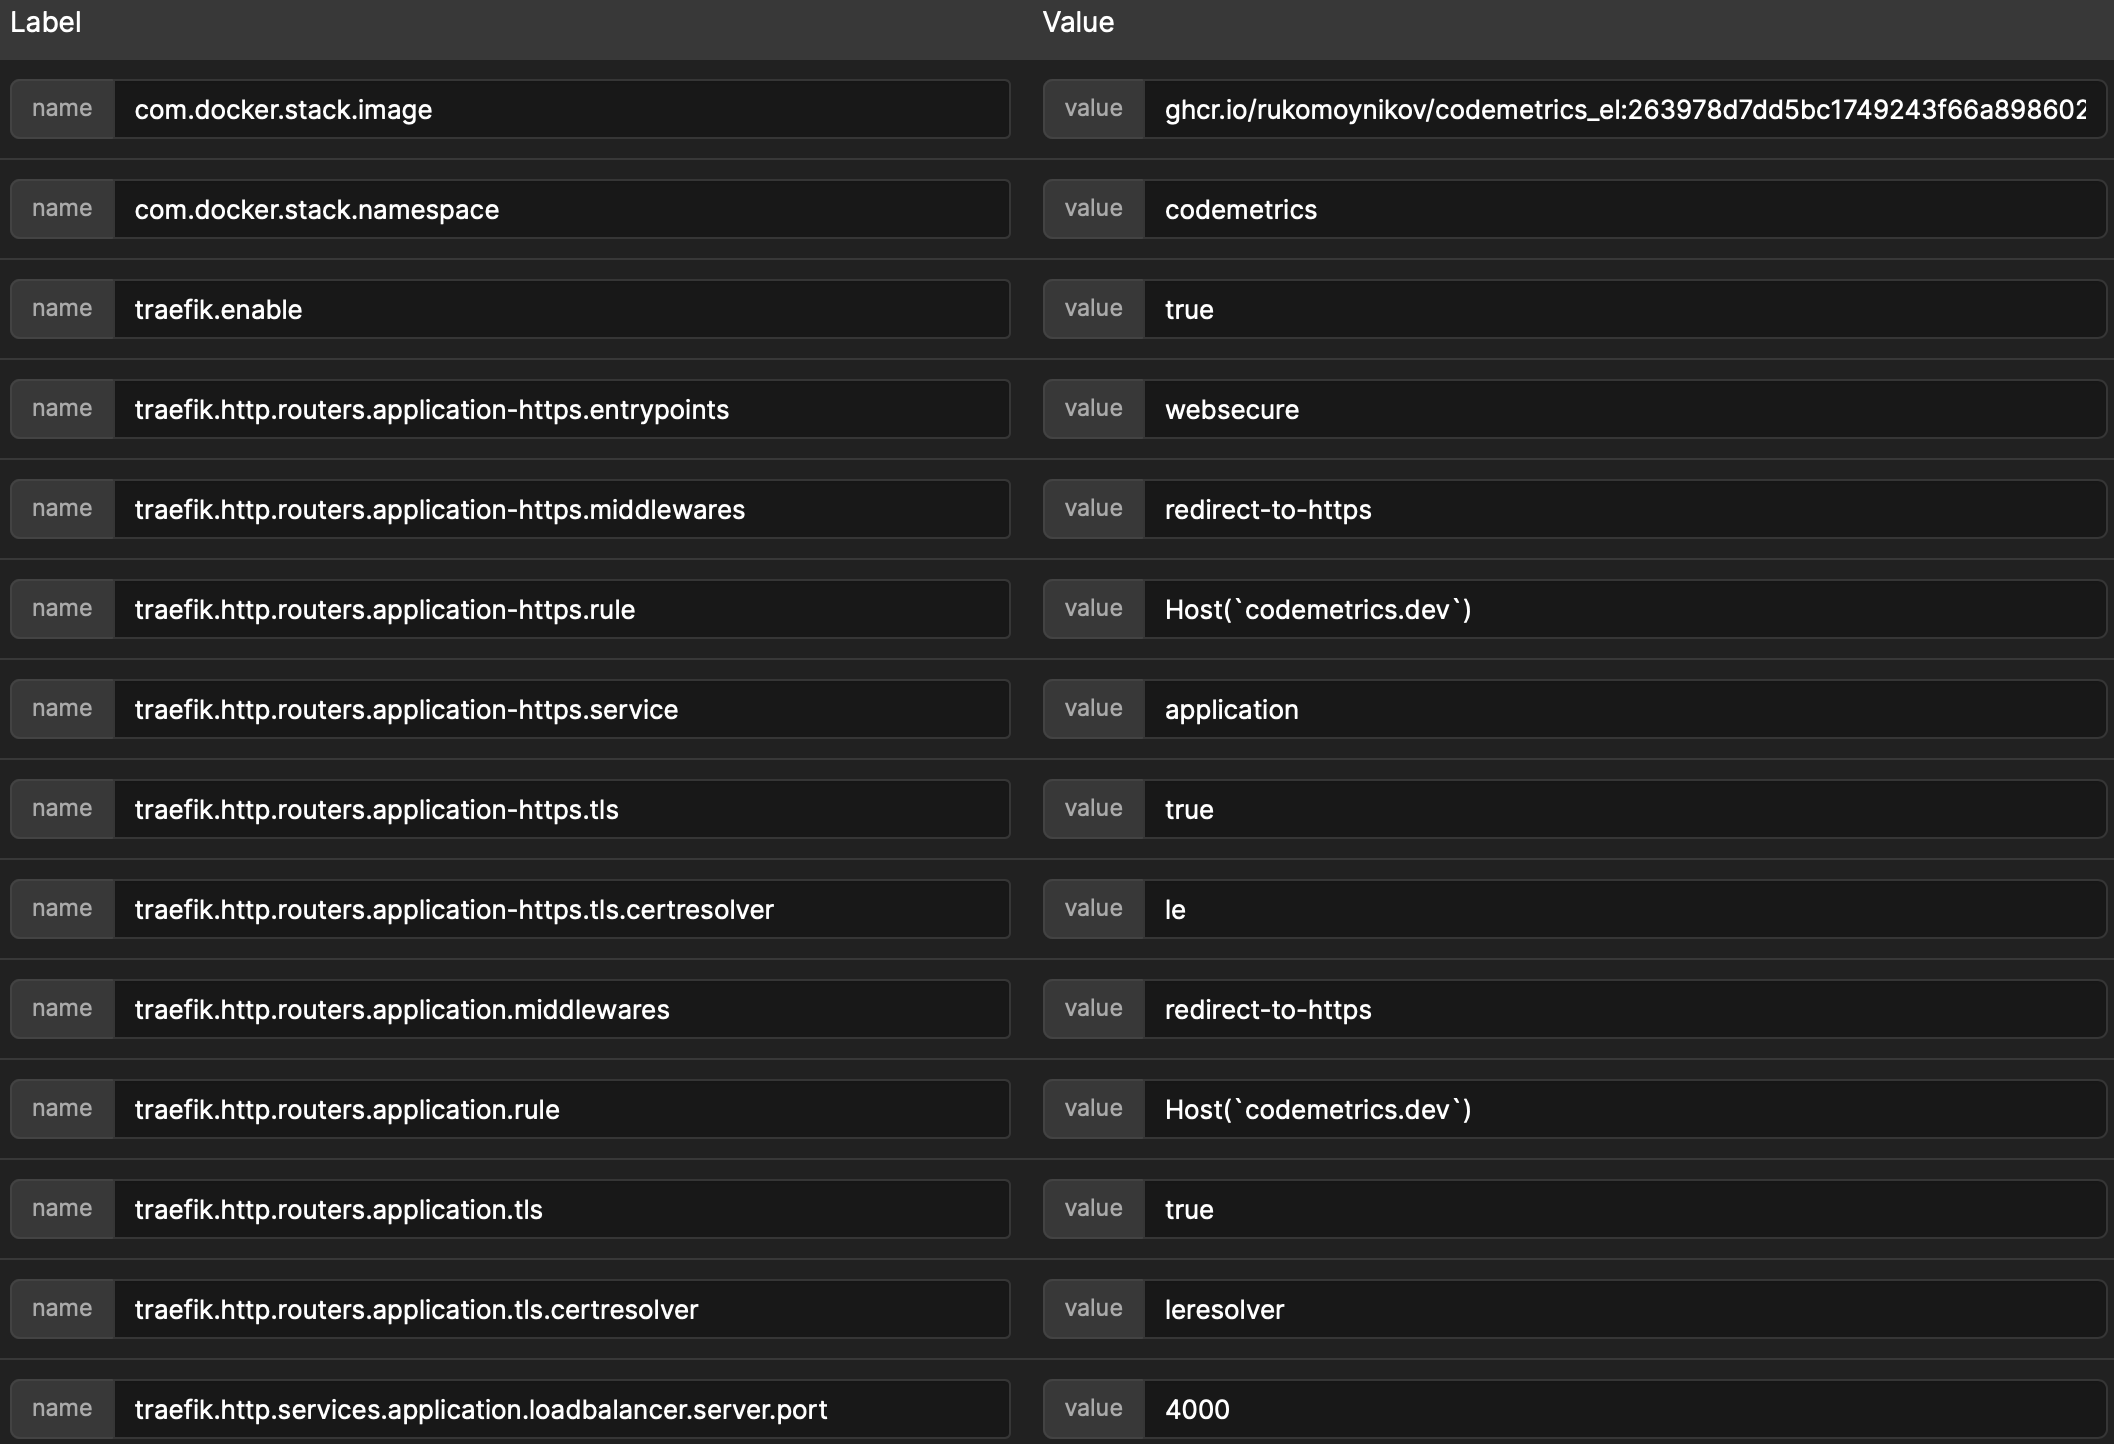 Label Value
name com.docker.stack.image value ghcr.io/rukomoynikov/codemetrics_el:263978d7dd5bc1749243f66a898602
name com.docker.stack.namespace value codemetrics
name traefik.enable value true
name traefik.http.routers.application-https.entrypoints value websecure
name traefik.http.routers.application-https.middlewares value redirect-to-https
name traefik.http.routers.application-https.rule value Host(`codemetrics.dev`)
name traefik.http.routers.application-https.service value application
name traefik.http.routers.application-https.tls value true
name traefik.http.routers.application-https.tls.certresolver value le
name traefik.http.routers.application.middlewares value redirect-to-https
name traefik.http.routers.application.rule value Host(`codemetrics.dev`)
name traefik.http.routers.application.tls value true
name traefik.http.routers.application.tls.certresolver value leresolver
name traefik.http.services.application.loadbalancer.server.port value 4000